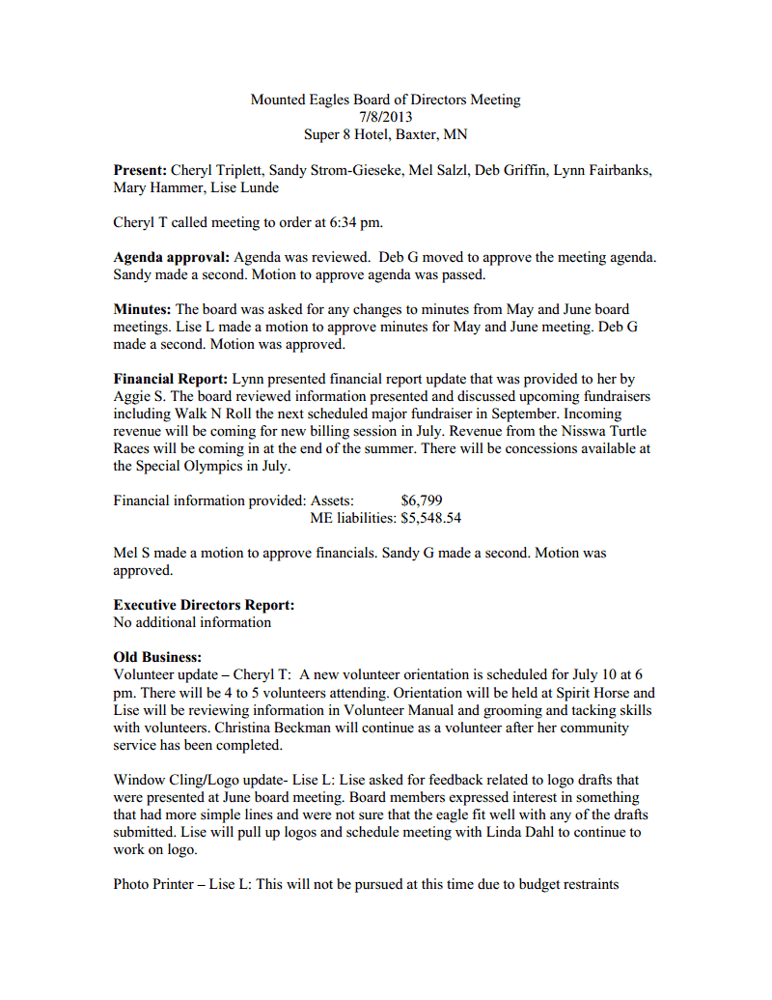 Mounted Eagles Board of Directors Meeting
7/8/2013
Super 8 Hotel, Baxter, MN
Present: Cheryl Triplett, Sandy Strom-Gieseke, Mel Salzl, Deb Griffin, Lynn Fairbanks,
Mary Hammer, Lise Lunde
Cheryl T called meeting to order at 6:34 pm.
Agenda approval: Agenda was reviewed.  Deb G moved to approve the meeting agenda.
Sandy made a second. Motion to approve agenda was passed.
Minutes: The board was asked for any changes to minutes from May and June board
meetings. Lise L made a motion to approve minutes for May and June meeting. Deb G
made a second. Motion was approved.
Financial Report: Lynn presented financial report update that was provided to her by
Aggie S. The board reviewed information presented and discussed upcoming fundraisers
including Walk N Roll the next scheduled major fundraiser in September. Incoming
revenue will be coming for new billing session in July. Revenue from the Nisswa Turtle
Races will be coming in at the end of the summer. There will be concessions available at
the Special Olympics in July.
Financial information provided: Assets: $6,799
ME liabilities: $5,548.54
Mel S made a motion to approve financials. Sandy G made a second. Motion was
approved.
Executive Directors Report:
No additional information
Old Business:
Volunteer update – Cheryl T:  A new volunteer orientation is scheduled for July 10 at 6
pm. There will be 4 to 5 volunteers attending. Orientation will be held at Spirit Horse and
Lise will be reviewing information in Volunteer Manual and grooming and tacking skills
with volunteers. Christina Beckman will continue as a volunteer after her community
service has been completed.
Window Cling/Logo update- Lise L: Lise asked for feedback related to logo drafts that
were presented at June board meeting. Board members expressed interest in something
that had more simple lines and were not sure that the eagle fit well with any of the drafts
submitted. Lise will pull up logos and schedule meeting with Linda Dahl to continue to
work on logo.
Photo Printer – Lise L: This will not be pursued at this time due to budget restraints